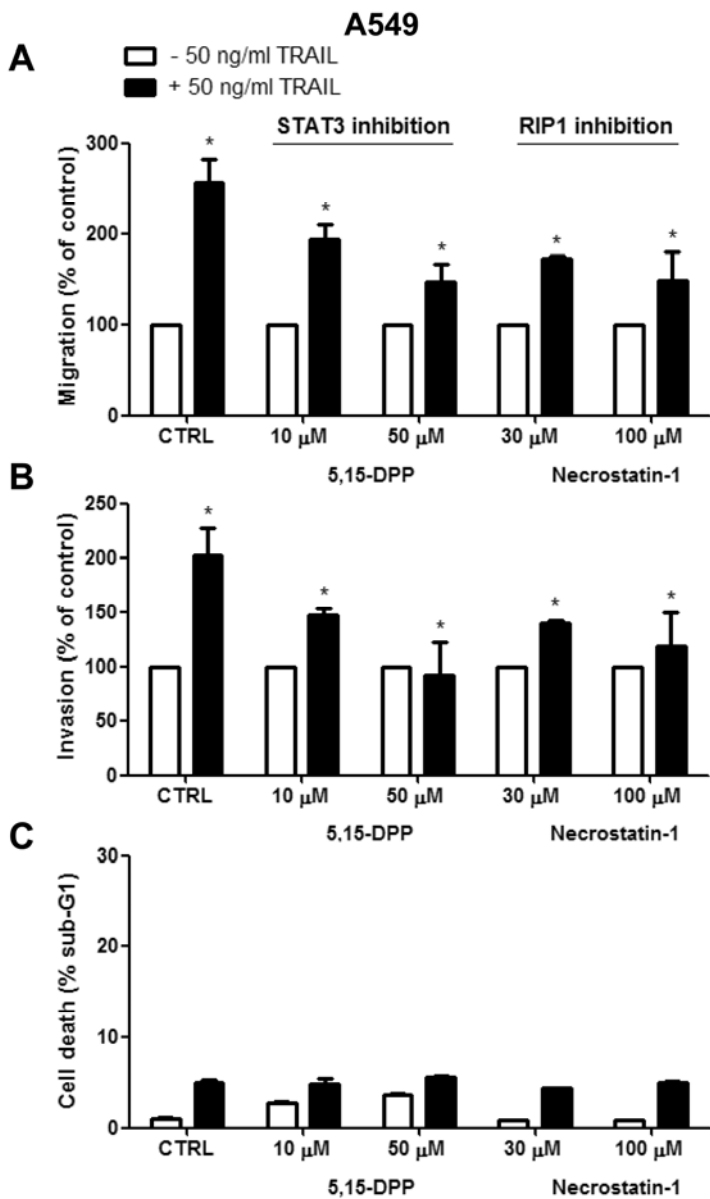 A549
A
- 50 ng/ml TRAIL
+ 50 ng/ml TRAIL
STAT3 inhibition RIP1 inhibition
Migration (% of control)
300
200
100
0
* * * * *
CTRL 10 μM 50 μM 30 μM 100 μM
5,15-DPP Necrostatin-1
B
Invasion (% of control)
250
200
150
100
50
0
* * * * *
CTRL 10 μM 50 μM 30 μM 100 μM
5,15-DPP Necrostatin-1
C
Cell death (% sub-G1)
30
20
10
0
CTRL 10 μM 50 μM 30 μM 100 μM
5,15-DPP Necrostatin-1